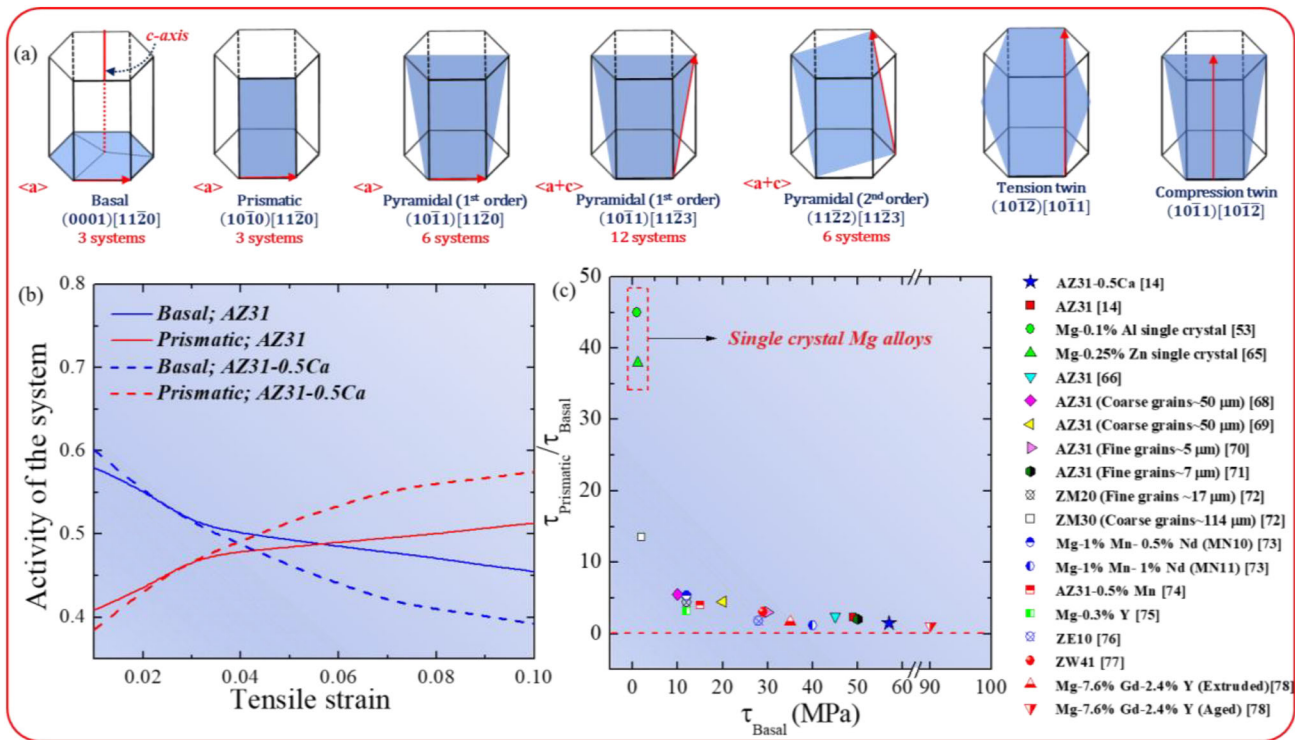 (a)
c-axis
<a>
Basal
(0001)[112̄0]
3 systems
<a>
Prismatic
(101̄0)[112̄0]
3 systems
<a>
Pyramidal (1st order)
(101̄1)[112̄0]
6 systems
<a+c>
Pyramidal (1st order)
(101̄1)[112̄3]
12 systems
<a+c>
Pyramidal (2nd order)
(112̄2)[112̄3]
6 systems
Tension twin
(101̄2)[101̄1]
Compression twin
(101̄1)[101̄2]
(b)
Basal; AZ31
Prismatic; AZ31
Basal; AZ31-0.5Ca
Prismatic; AZ31-0.5Ca
Activity of the system
0.8
0.7
0.6
0.5
0.4
0.02
0.04
0.06
0.08
0.10
Tensile strain
(c)
Single crystal Mg alloys
τPrismatic/τBasal
50
45
40
35
30
25
20
15
10
5
0
0
10
20
30
40
50
60
90
100
τBasal (MPa)
AZ31-0.5Ca [14]
AZ31 [14]
Mg-0.1% Al single crystal [53]
Mg-0.25% Zn single crystal [65]
AZ31 [66]
AZ31 (Coarse grains~50 μm) [68]
AZ31 (Coarse grains~50 μm) [69]
AZ31 (Fine grains~5 μm) [70]
AZ31 (Fine grains~7 μm) [71]
ZM20 (Fine grains ~17 μm) [72]
ZM30 (Coarse grains~114 μm) [72]
Mg-1% Mn- 0.5% Nd (MN10) [73]
Mg-1% Mn- 1% Nd (MN11) [73]
AZ31-0.5% Mn [74]
Mg-0.3% Y [75]
ZE10 [76]
ZW41 [77]
Mg-7.6% Gd-2.4% Y (Extruded)[78]
Mg-7.6% Gd-2.4% Y (Aged) [78]